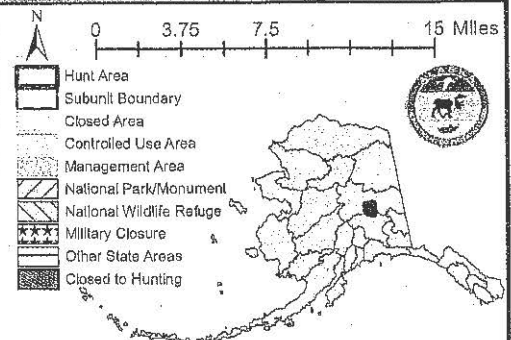 N
0 3.75 7.5 15 Miles
Hunt Area
Subunit Boundary
Closed Area
Controlled Use Area
Management Area
National Park/Monument
National Wildlife Refuge
Military Closure
Other State Areas
Closed to Hunting